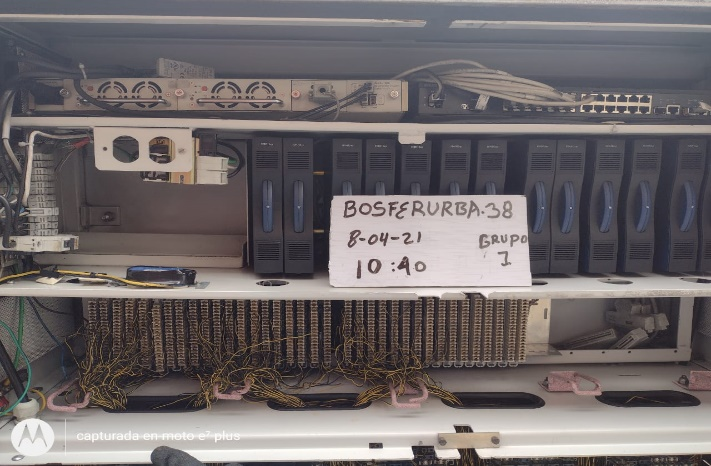 BOSFERURBA.38
8-04-21
GRUPO
1
10:40
capturada en moto e⁵ plus